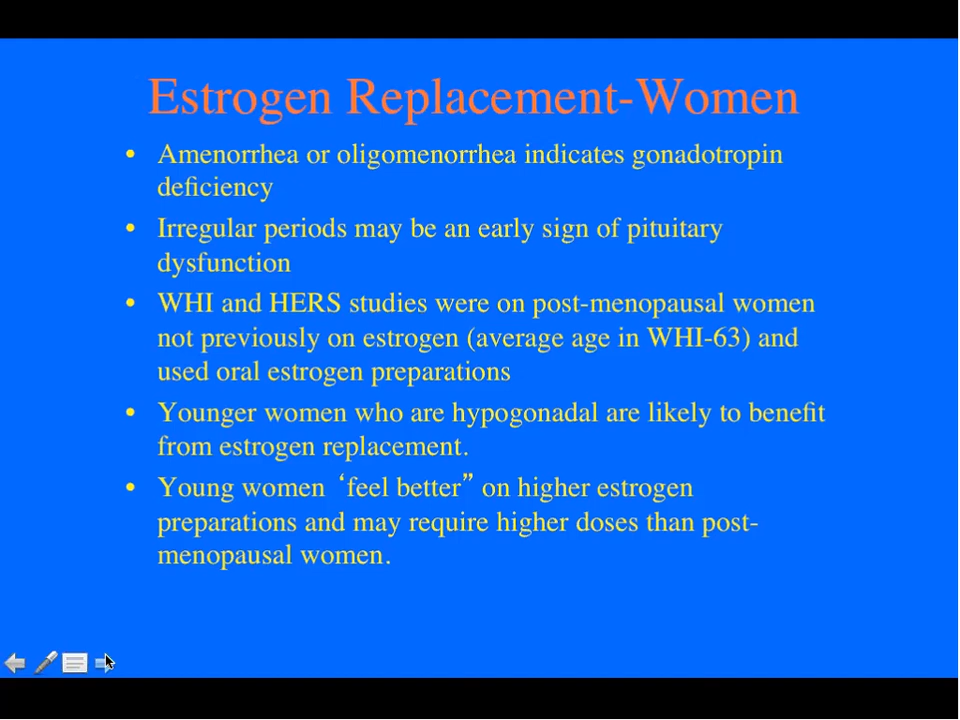 Estrogen Replacement-Women
• Amenorrhea or oligomenorrhea indicates gonadotropin
deficiency
• Irregular periods may be an early sign of pituitary
dysfunction
• WHI and HERS studies were on post-menopausal women
not previously on estrogen (average age in WHI-63) and
used oral estrogen preparations
• Younger women who are hypogonadal are likely to benefit
from estrogen replacement.
• Young women ‘feel better” on higher estrogen
preparations and may require higher doses than post-
menopausal women.